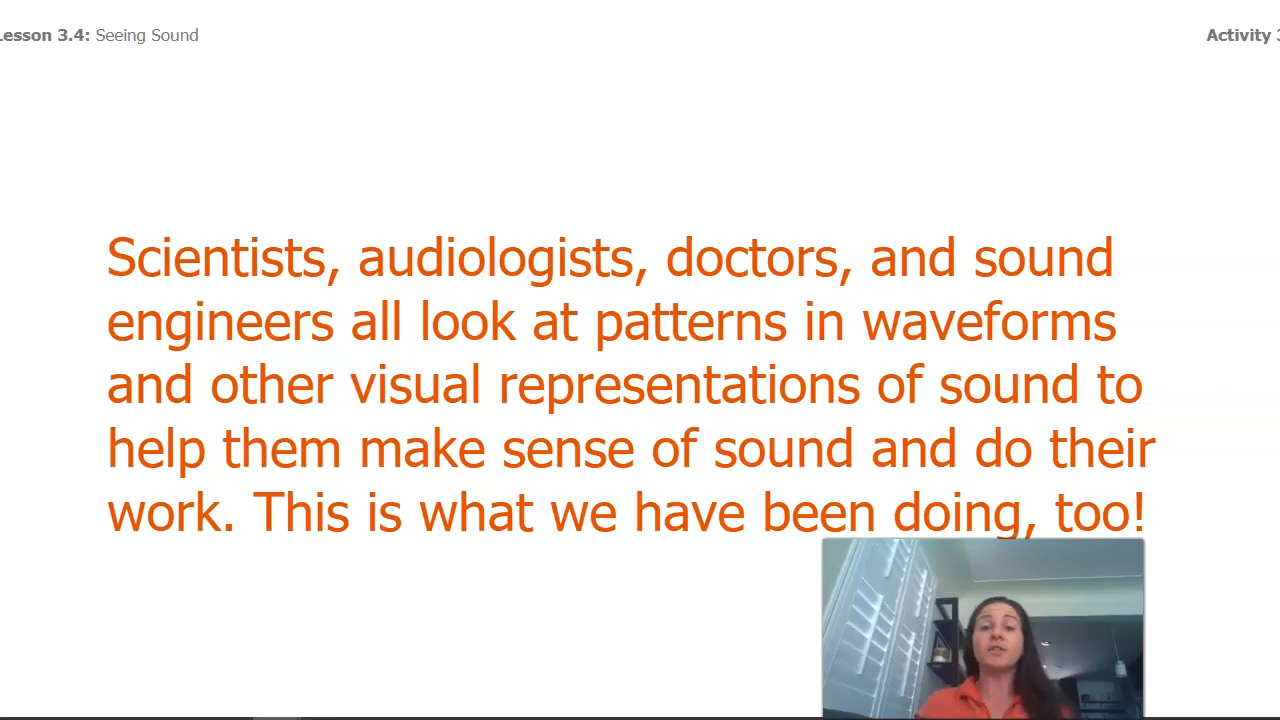 Lesson 3.4: Seeing Sound
Activity 3
Scientists, audiologists, doctors, and sound
engineers all look at patterns in waveforms
and other visual representations of sound to
help them make sense of sound and do their
work. This is what we have been doing, too!